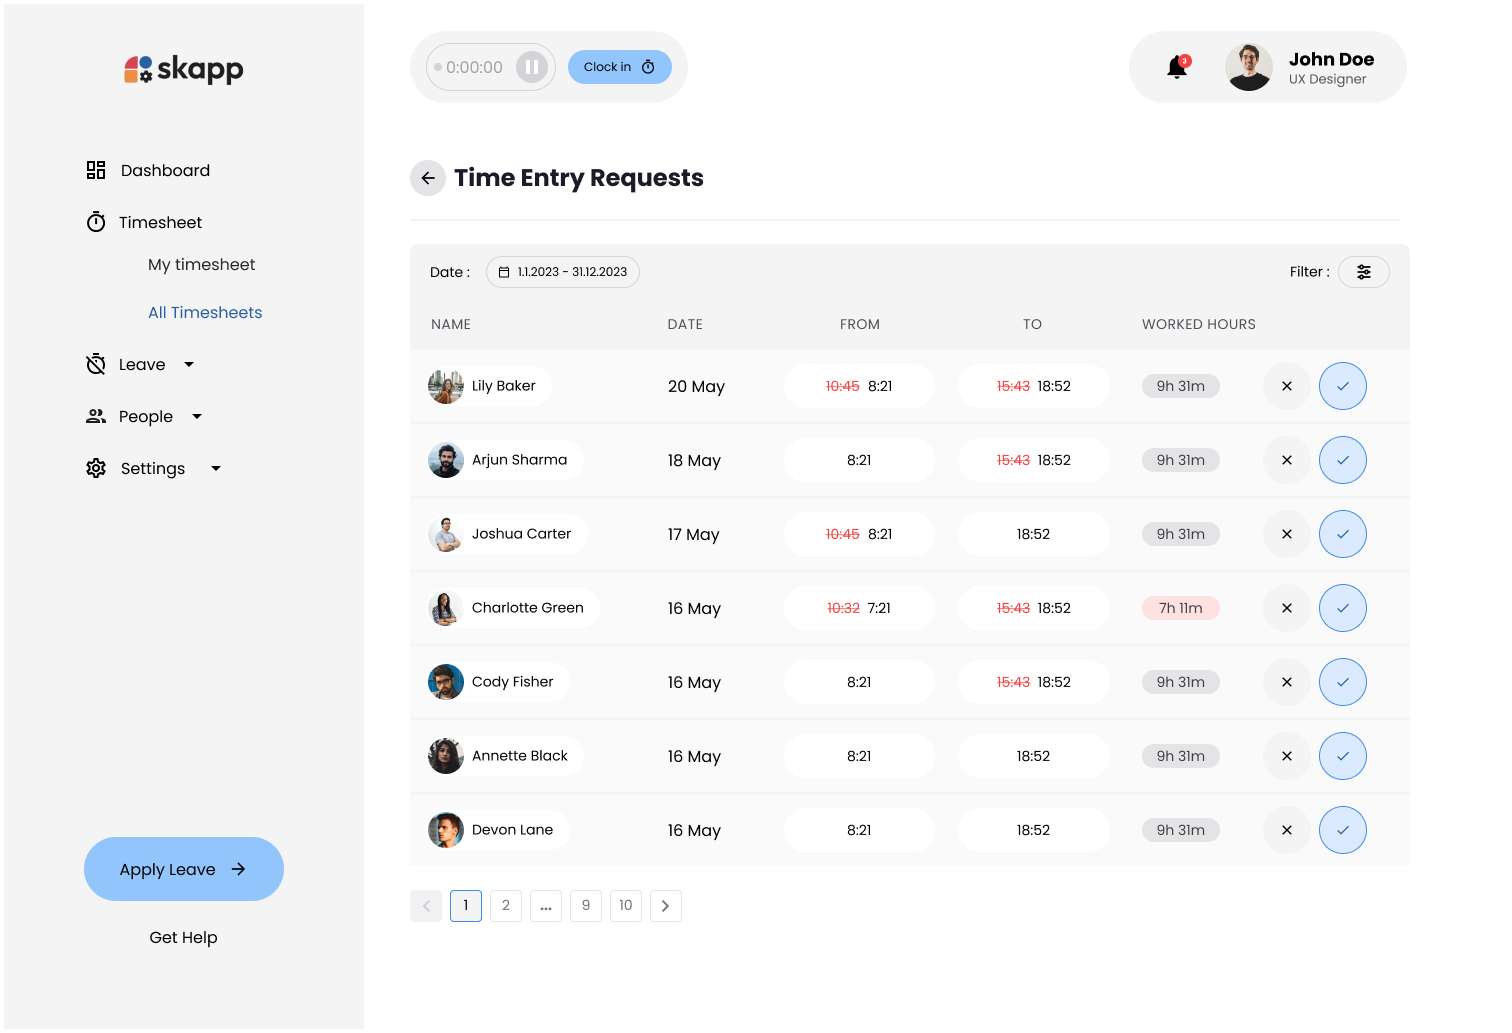 skapp
0:00:00
Clock in
3
John Doe
UX Designer
Dashboard
Timesheet
My timesheet
All Timesheets
Leave
People
Settings
Apply Leave
Get Help
Time Entry Requests
Date : 1.1.2023 - 31.12.2023 Filter :
NAME DATE FROM TO WORKED HOURS
Lily Baker 20 May 10:45 8:21 15:43 18:52 9h 31m
Arjun Sharma 18 May 8:21 15:43 18:52 9h 31m
Joshua Carter 17 May 10:45 8:21 18:52 9h 31m
Charlotte Green 16 May 10:32 7:21 15:43 18:52 7h 11m
Cody Fisher 16 May 8:21 15:43 18:52 9h 31m
Annette Black 16 May 8:21 18:52 9h 31m
Devon Lane 16 May 8:21 18:52 9h 31m
1 2 ... 9 10